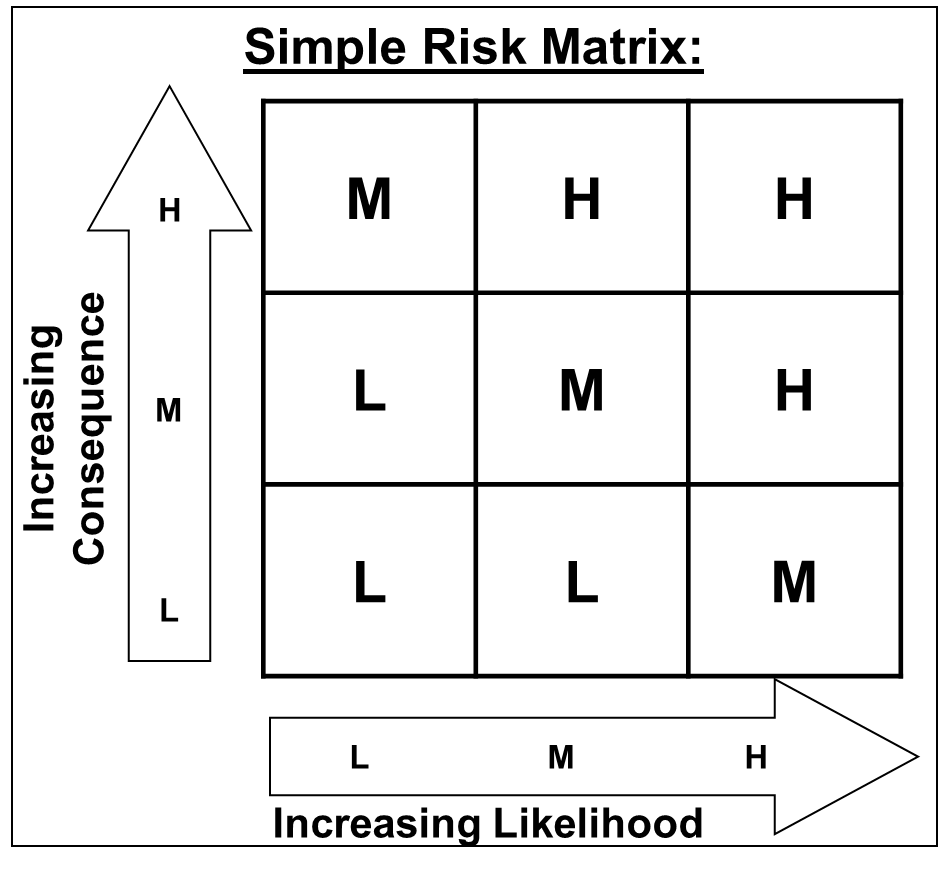 Simple Risk Matrix:
H
M
L
Increasing
Consequence
M H H
L M H
L L M
L M H
Increasing Likelihood